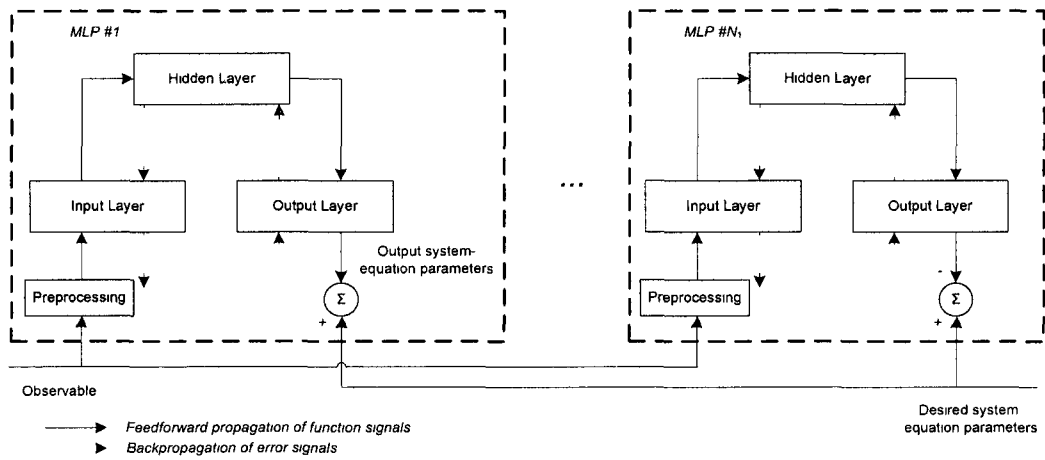 MLP #1
MLP #N₁
Hidden Layer
Hidden Layer
...
Input Layer
Output Layer
Input Layer
Output Layer
Output system-
equation parameters
Preprocessing
Σ
+
Preprocessing
-
Σ
+
Observable
Desired system
equation parameters
Feedforward propagation of function signals
Backpropagation of error signals